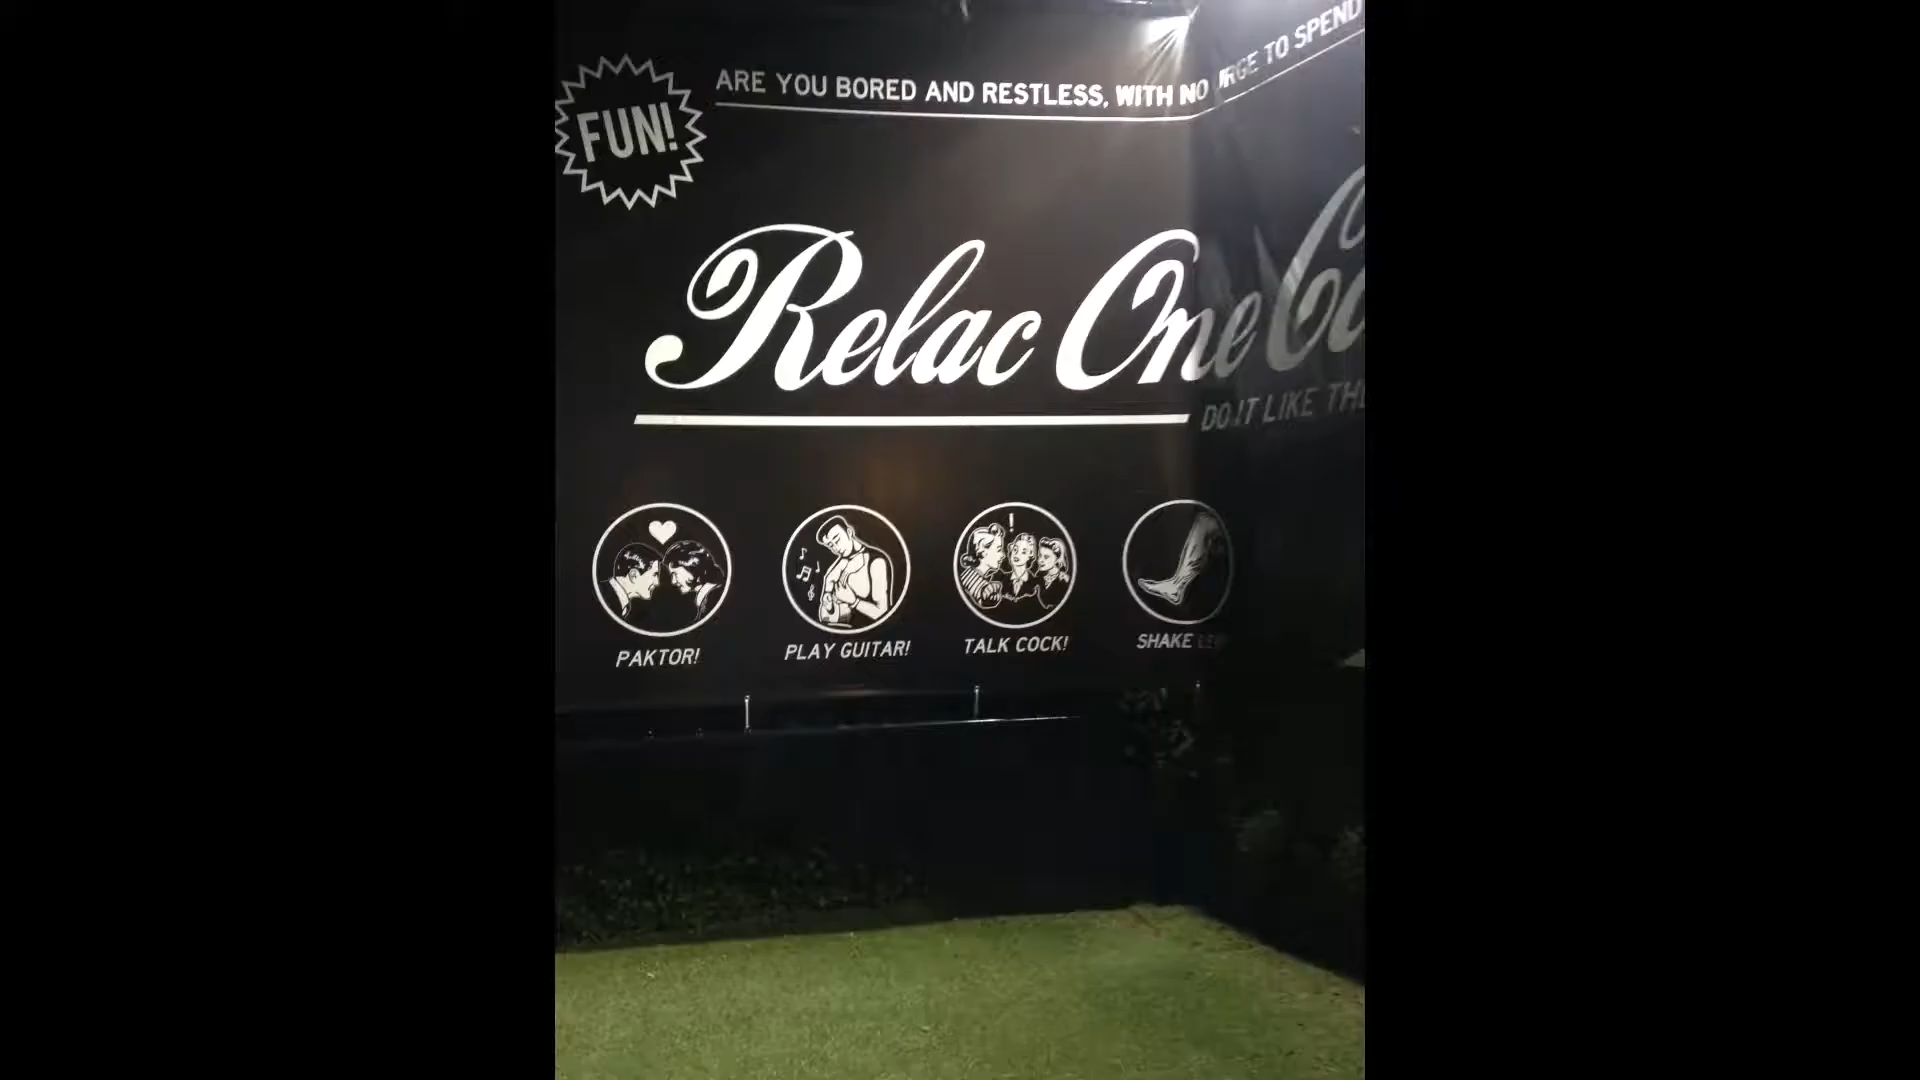 FUN!
ARE YOU BORED AND RESTLESS, WITH NO URGE TO SPEND
Relac One
DO IT LIKE
PAKTOR!
PLAY GUITAR!
TALK COCK!
SHAKE